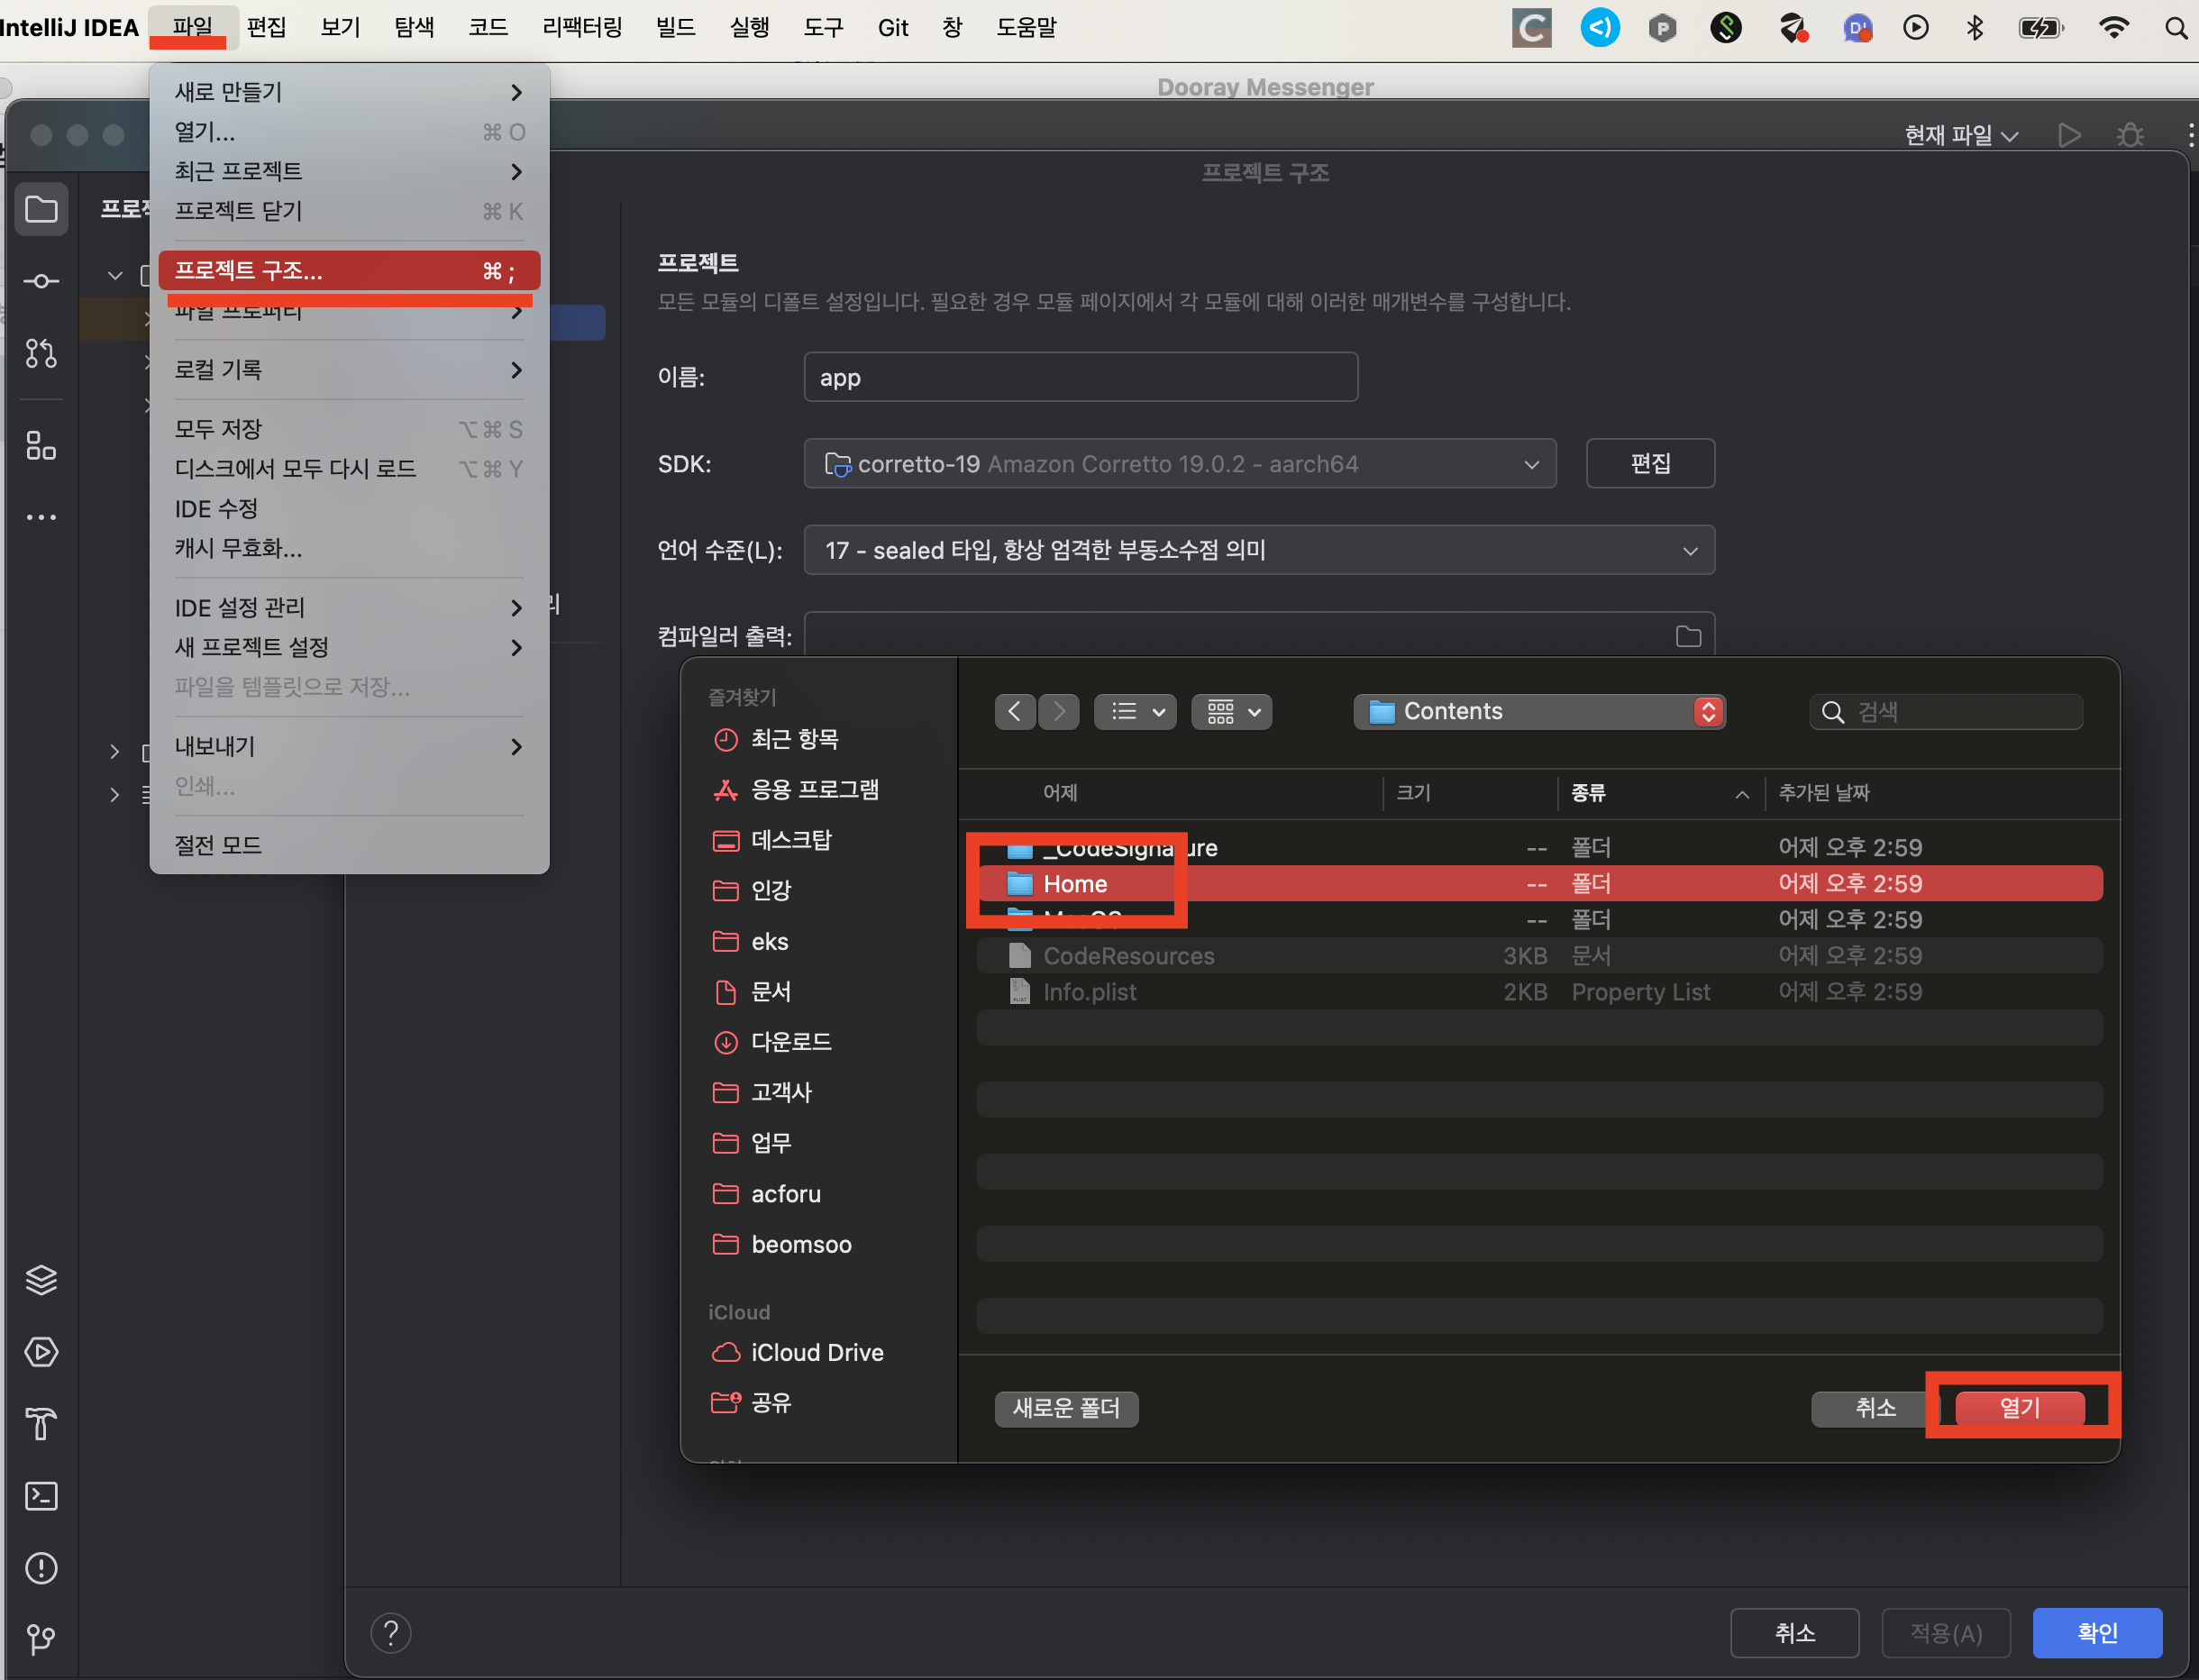 IntelliJ IDEA 파일 편집 보기 탐색 코드 리팩터링 빌드 실행 도구 Git 창 도움말
Dooray Messenger
현재 파일
새로 만들기
열기... ⌘ O
최근 프로젝트
프로젝트 닫기 ⌘ K
프로젝트 구조... ⌘ ;
파일 프로퍼티
로컬 기록
모두 저장 ⌥ ⌘ S
디스크에서 모두 다시 로드 ⌥ ⌘ Y
IDE 수정
캐시 무효화...
IDE 설정 관리
새 프로젝트 설정
파일을 템플릿으로 저장...
내보내기
인쇄...
절전 모드
프로젝트 구조
프로젝트
모든 모듈의 디폴트 설정입니다. 필요한 경우 모듈 페이지에서 각 모듈에 대해 이러한 매개변수를 구성합니다.
이름: app
SDK: corretto-19 Amazon Corretto 19.0.2 - aarch64 편집
언어 수준(L): 17 - sealed 타입, 항상 엄격한 부동소수점 의미
컴파일러 출력:
즐겨찾기
최근 항목
응용 프로그램
데스크탑
인강
eks
문서
다운로드
고객사
업무
acforu
beomsoo
iCloud
iCloud Drive
공유
Contents
검색
어제 크기 종류 추가된 날짜
_CodeSignature -- 폴더 어제 오후 2:59
Home -- 폴더 어제 오후 2:59
MacOS -- 폴더 어제 오후 2:59
CodeResources 3KB 문서 어제 오후 2:59
Info.plist 2KB Property List 어제 오후 2:59
새로운 폴더 취소 열기
? 취소 적용(A) 확인